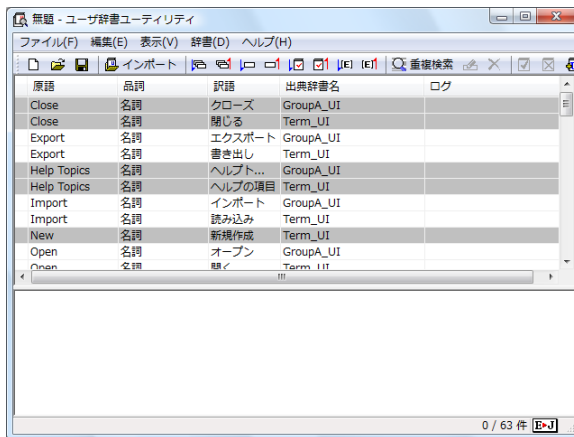 無題 - ユーザ辞書ユーティリティ
ファイル(F) 編集(E) 表示(V) 辞書(D) ヘルプ(H)
インポート 重複検索
原語 品詞 訳語 出典辞書名 ログ
Close 名詞 クローズ GroupA_UI
Close 名詞 閉じる Term_UI
Export 名詞 エクスポート GroupA_UI
Export 名詞 書き出し Term_UI
Help Topics 名詞 ヘルプト... GroupA_UI
Help Topics 名詞 ヘルプの項目 Term_UI
Import 名詞 インポート GroupA_UI
Import 名詞 読み込み Term_UI
New 名詞 新規作成 Term_UI
Open 名詞 オープン GroupA_UI
Open 名詞 開く Term_UI
0 / 63 件 E▶J